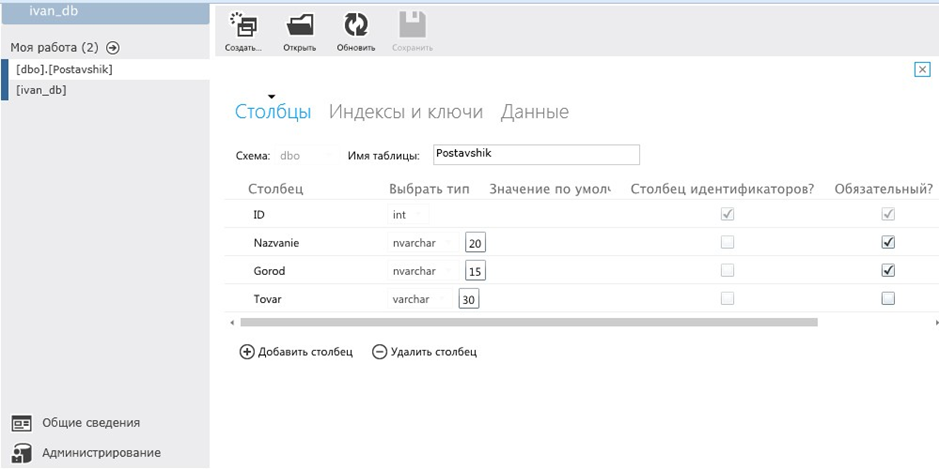 ivan_db
Моя работа (2)
[dbo].[Postavshik]
[ivan_db]
Общие сведения
Администрирование
Создать... Открыть Обновить Сохранить
Столбцы Индексы и ключи Данные
Схема: dbo Имя таблицы: Postavshik
Столбец Выбрать тип Значение по умолч Столбец идентификаторов? Обязательный?
ID int
Nazvanie nvarchar 20
Gorod nvarchar 15
Tovar varchar 30
Добавить столбец Удалить столбец